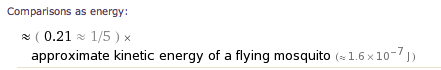 Comparisons as energy:
≈ ( 0.21 ≈ 1/5 ) ×
approximate kinetic energy of a flying mosquito (≈ 1.6×10⁻⁷ J )